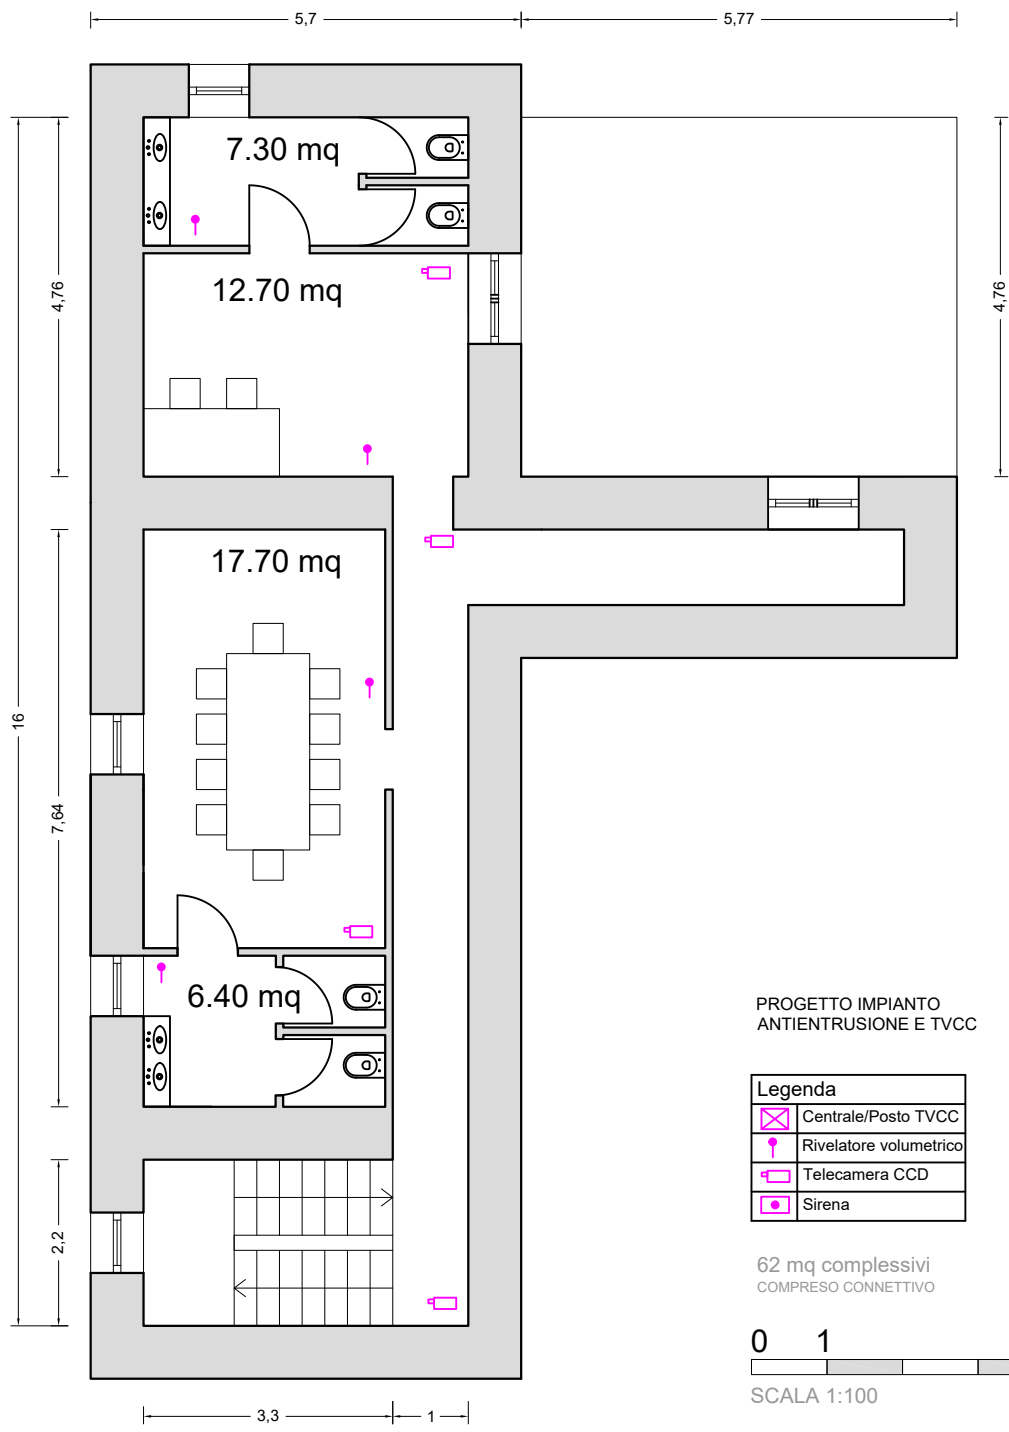 5,7
5,77
7.30 mq
12.70 mq
4,76
4,76
17.70 mq
16
7,64
6.40 mq
2,2
3,3
1
PROGETTO IMPIANTO
ANTIENTRUSIONE E TVCC
Legenda
Centrale/Posto TVCC
Rivelatore volumetrico
Telecamera CCD
Sirena
62 mq complessivi
COMPRESO CONNETTIVO
0 1
SCALA 1:100